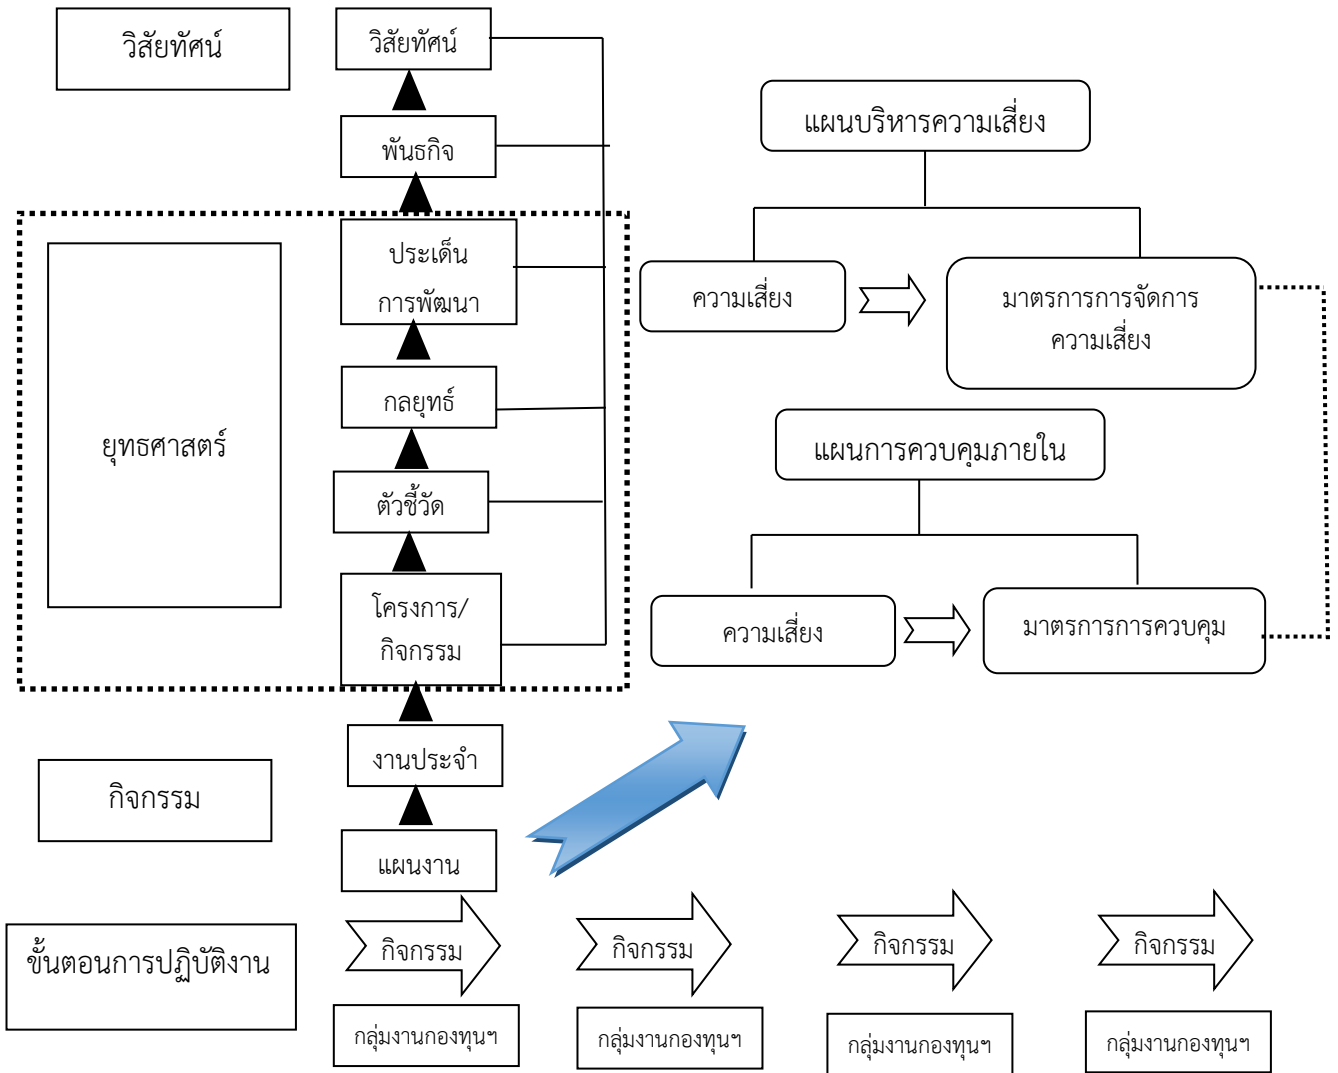 วิสัยทัศน์
วิสัยทัศน์
แผนบริหารความเสี่ยง
พันธกิจ
ประเด็น
การพัฒนา
ความเสี่ยง
มาตรการการจัดการ
ความเสี่ยง
กลยุทธ์
ยุทธศาสตร์
แผนการควบคุมภายใน
ตัวชี้วัด
โครงการ/
กิจกรรม
ความเสี่ยง
มาตรการการควบคุม
งานประจำ
กิจกรรม
แผนงาน
ขั้นตอนการปฏิบัติงาน
กิจกรรม
กิจกรรม
กิจกรรม
กิจกรรม
กลุ่มงานกองทุนฯ
กลุ่มงานกองทุนฯ
กลุ่มงานกองทุนฯ
กลุ่มงานกองทุนฯ